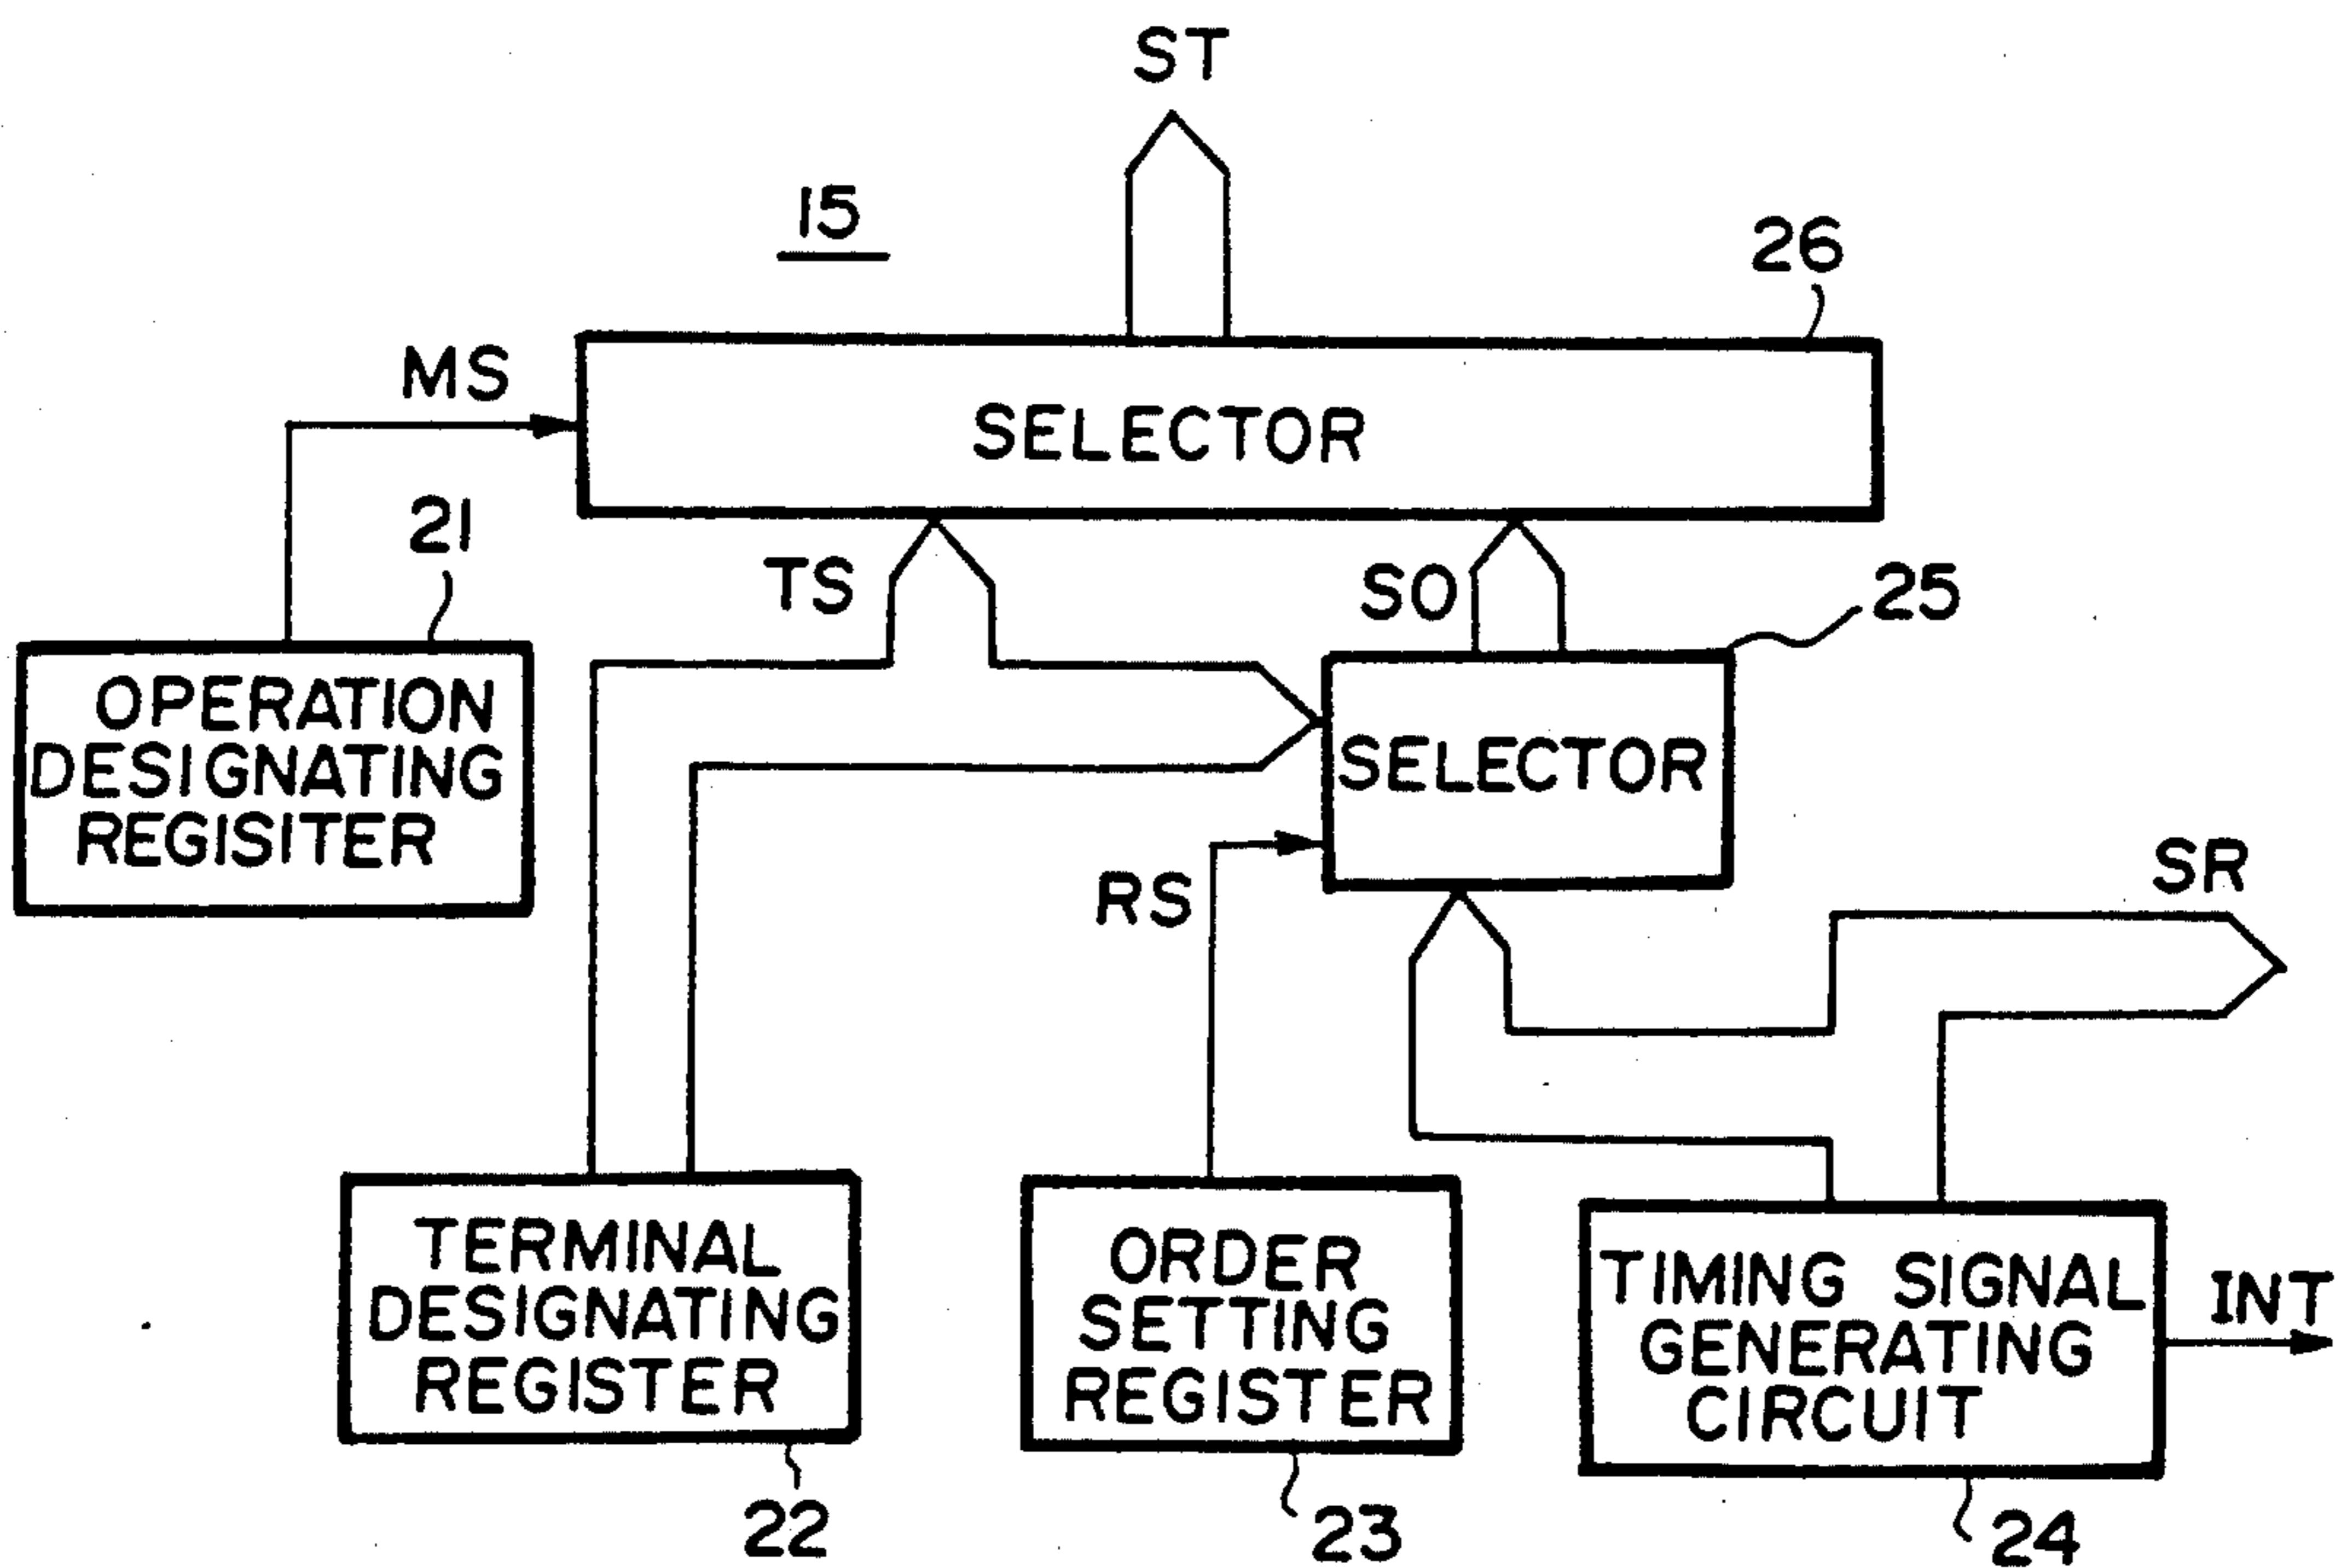 ST
15
26
MS
SELECTOR
21
TS
SO
25
OPERATION
DESIGNATING
REGISITER
SELECTOR
RS
SR
TERMINAL
DESIGNATING
REGISTER
ORDER
SETTING
REGISTER
TIMING SIGNAL
GENERATING
CIRCUIT
INT
22
23
24